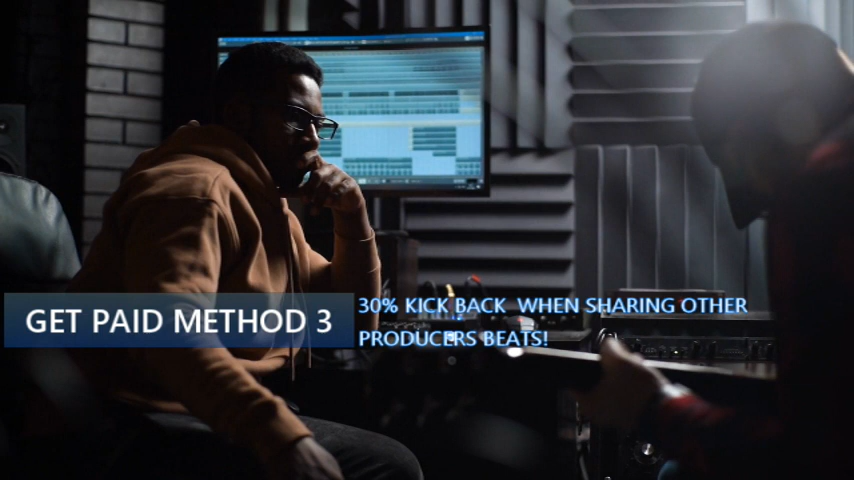 GET PAID METHOD 3
30% KICK BACK  WHEN SHARING OTHER
PRODUCERS BEATS!